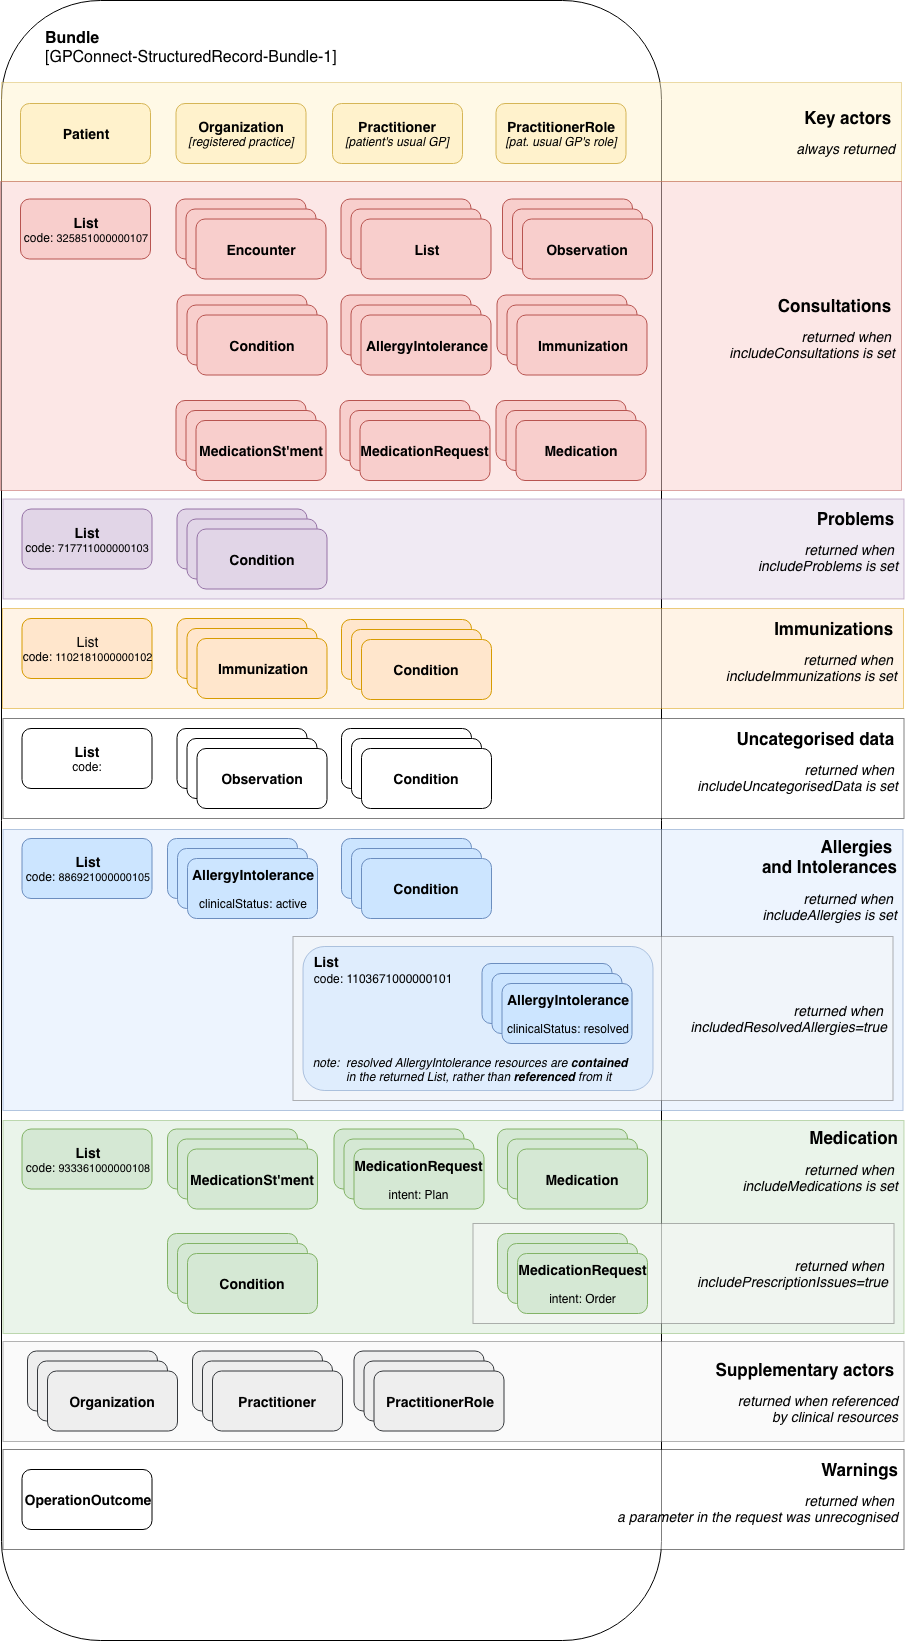 Bundle
[GPConnect-StructuredRecord-Bundle-1]
Patient
Organization
[registered practice]
Practitioner
[patient's usual GP]
PractitionerRole
[pat. usual GP's role]
Key actors
always returned
List
code: 325851000000107
Encounter
List
Observation
Condition
AllergyIntolerance
Immunization
MedicationSt'ment
MedicationRequest
Medication
Consultations
returned when
includeConsultations is set
List
code: 717711000000103
Condition
Problems
returned when
includeProblems is set
List
code: 1102181000000102
Immunization
Condition
Immunizations
returned when
includeImmunizations is set
List
code:
Observation
Condition
Uncategorised data
returned when
includeUncategorisedData is set
List
code: 886921000000105
AllergyIntolerance
clinicalStatus: active
Condition
Allergies
and Intolerances
returned when
includeAllergies is set
List
code: 1103671000000101
AllergyIntolerance
clinicalStatus: resolved
note: resolved AllergyIntolerance resources are contained
in the returned List, rather than referenced from it
returned when
includedResolvedAllergies=true
List
code: 933361000000108
MedicationSt'ment
MedicationRequest
intent: Plan
Medication
Condition
Medication
returned when
includeMedications is set
MedicationRequest
intent: Order
returned when
includePrescriptionIssues=true
Organization
Practitioner
PractitionerRole
Supplementary actors
returned when referenced
by clinical resources
OperationOutcome
Warnings
returned when
a parameter in the request was unrecognised